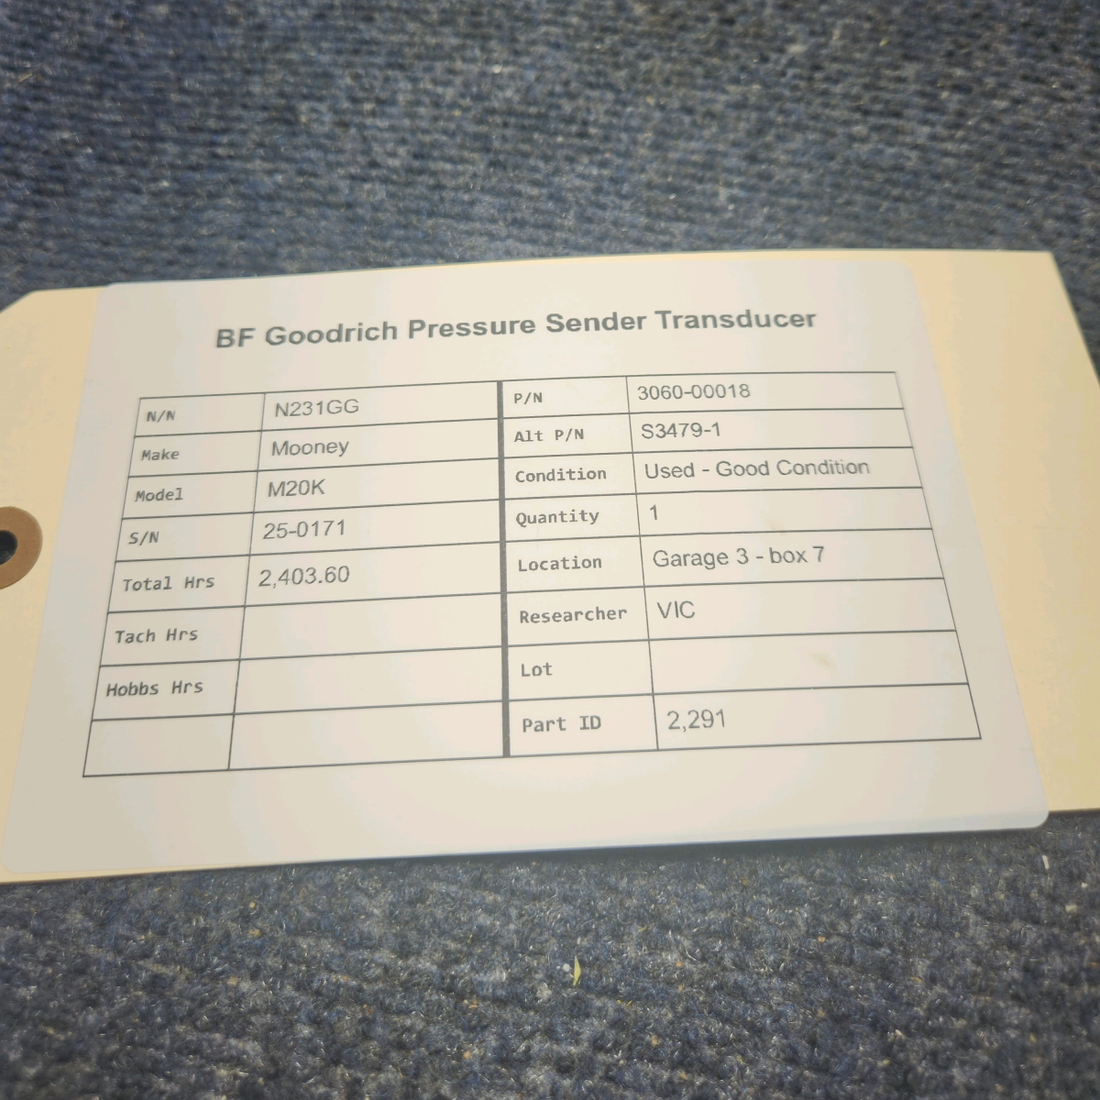 BF Goodrich Pressure Sender Transducer
N/N N231GG P/N 3060-00018
Make Mooney Alt P/N S3479-1
Model M20K Condition Used - Good Condition
S/N 25-0171 Quantity 1
Total Hrs 2,403.60 Location Garage 3 - box 7
Tach Hrs Researcher VIC
Hobbs Hrs Lot
Part ID 2,291